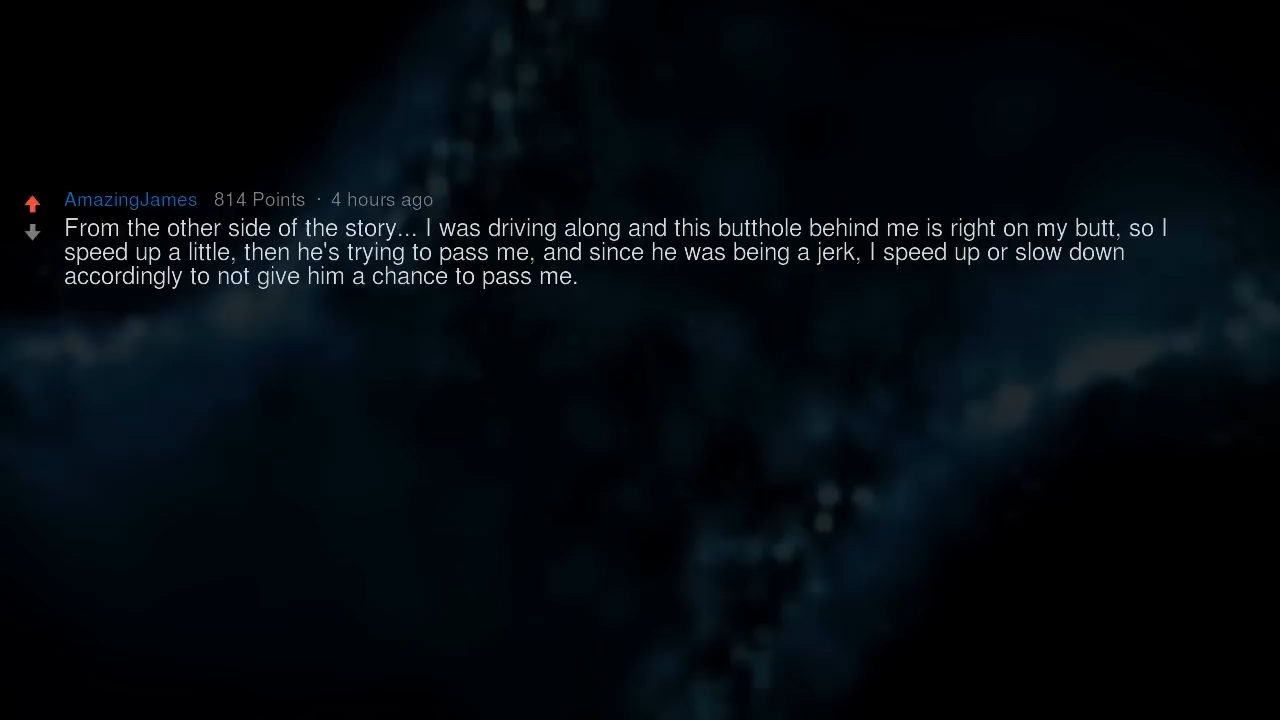 AmazingJames 814 Points · 4 hours ago
From the other side of the story... I was driving along and this butthole behind me is right on my butt, so I
speed up a little, then he's trying to pass me, and since he was being a jerk, I speed up or slow down
accordingly to not give him a chance to pass me.